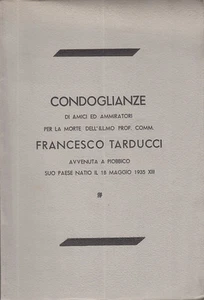 CONDOGLIANZE
DI AMICI ED AMMIRATORI
PER LA MORTE DELL'ILL.MO PROF. COMM.
FRANCESCO TARDUCCI
AVVENUTA A PIOBBICO
SUO PAESE NATIO IL 18 MAGGIO 1935 XIII